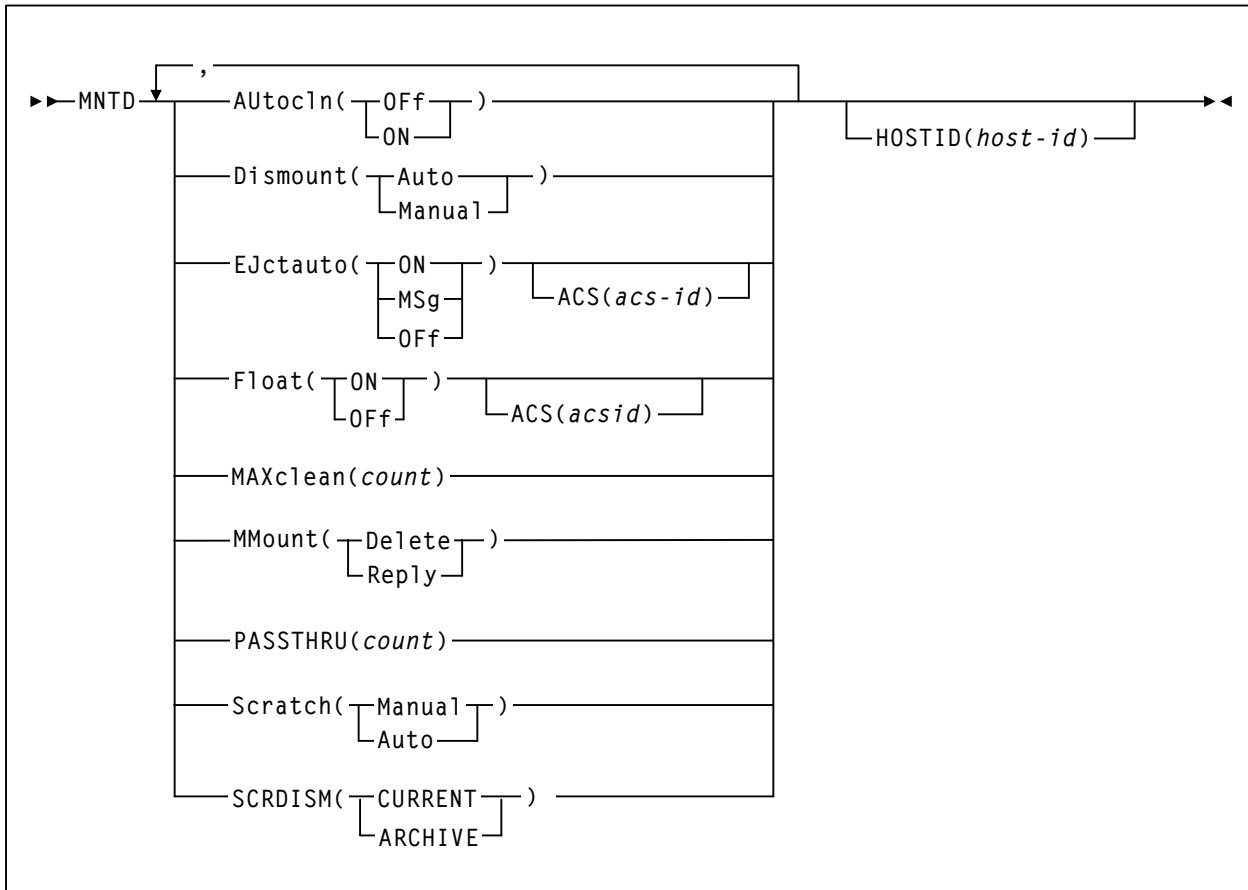 ,
MNTD AUtocln( OFf ) HOSTID(host-id)
ON
Dismount( Auto )
Manual
EJctauto( ON ) ACS(acs-id)
MSg
OFf
Float( ON ) ACS(acsid)
OFf
MAXclean(count)
MMount( Delete )
Reply
PASSTHRU(count)
Scratch( Manual )
Auto
SCRDISM( CURRENT )
ARCHIVE